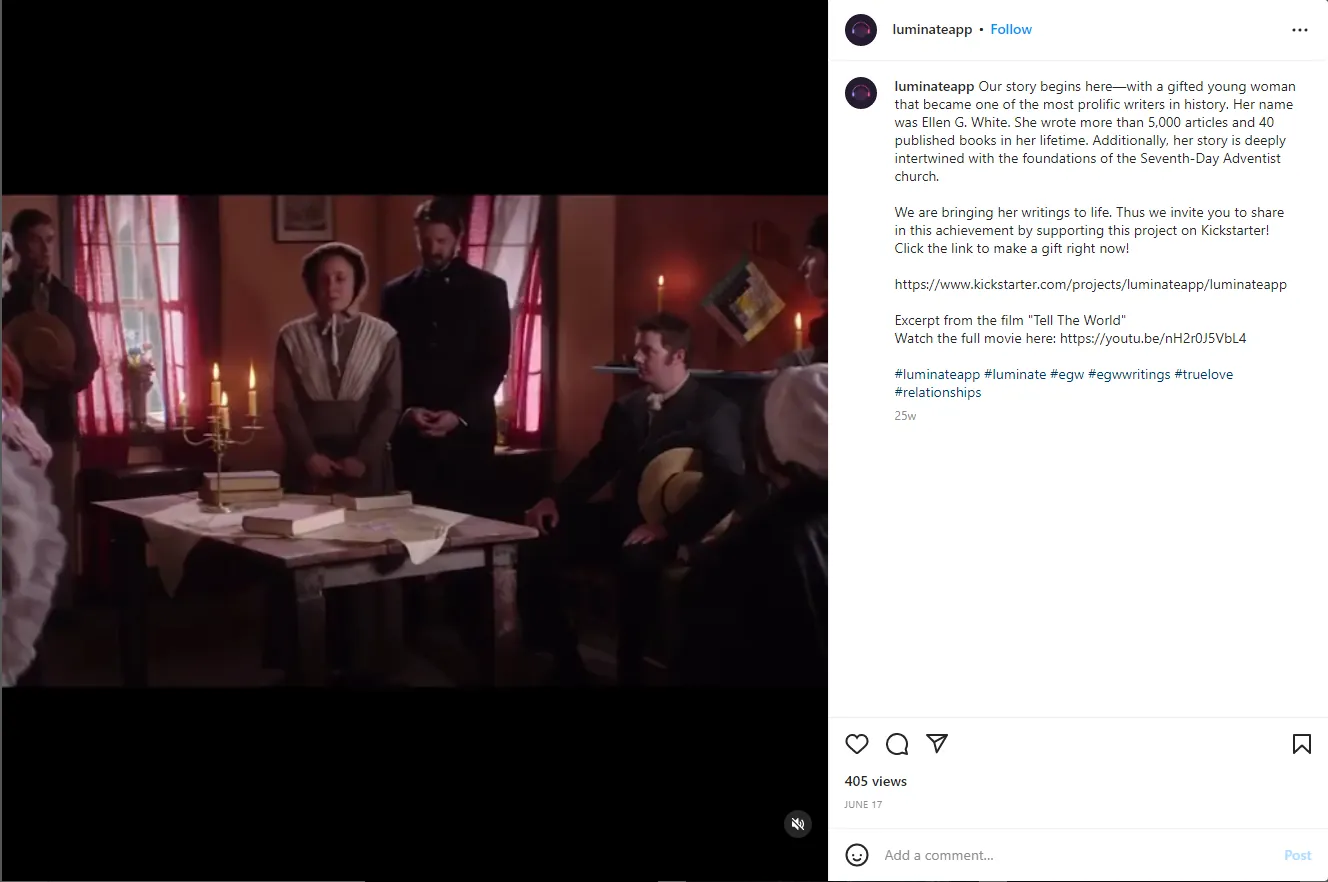 luminateapp • Follow
luminateapp Our story begins here—with a gifted young woman
that became one of the most prolific writers in history. Her name
was Ellen G. White. She wrote more than 5,000 articles and 40
published books in her lifetime. Additionally, her story is deeply
intertwined with the foundations of the Seventh-Day Adventist
church.
We are bringing her writings to life. Thus we invite you to share
in this achievement by supporting this project on Kickstarter!
Click the link to make a gift right now!
https://www.kickstarter.com/projects/luminateapp/luminateapp
Excerpt from the film "Tell The World"
Watch the full movie here: https://youtu.be/nH2r0J5VbL4
#luminateapp #luminate #egw #egwwritings #truelove
#relationships
25w
405 views
JUNE 17
Add a comment...
Post